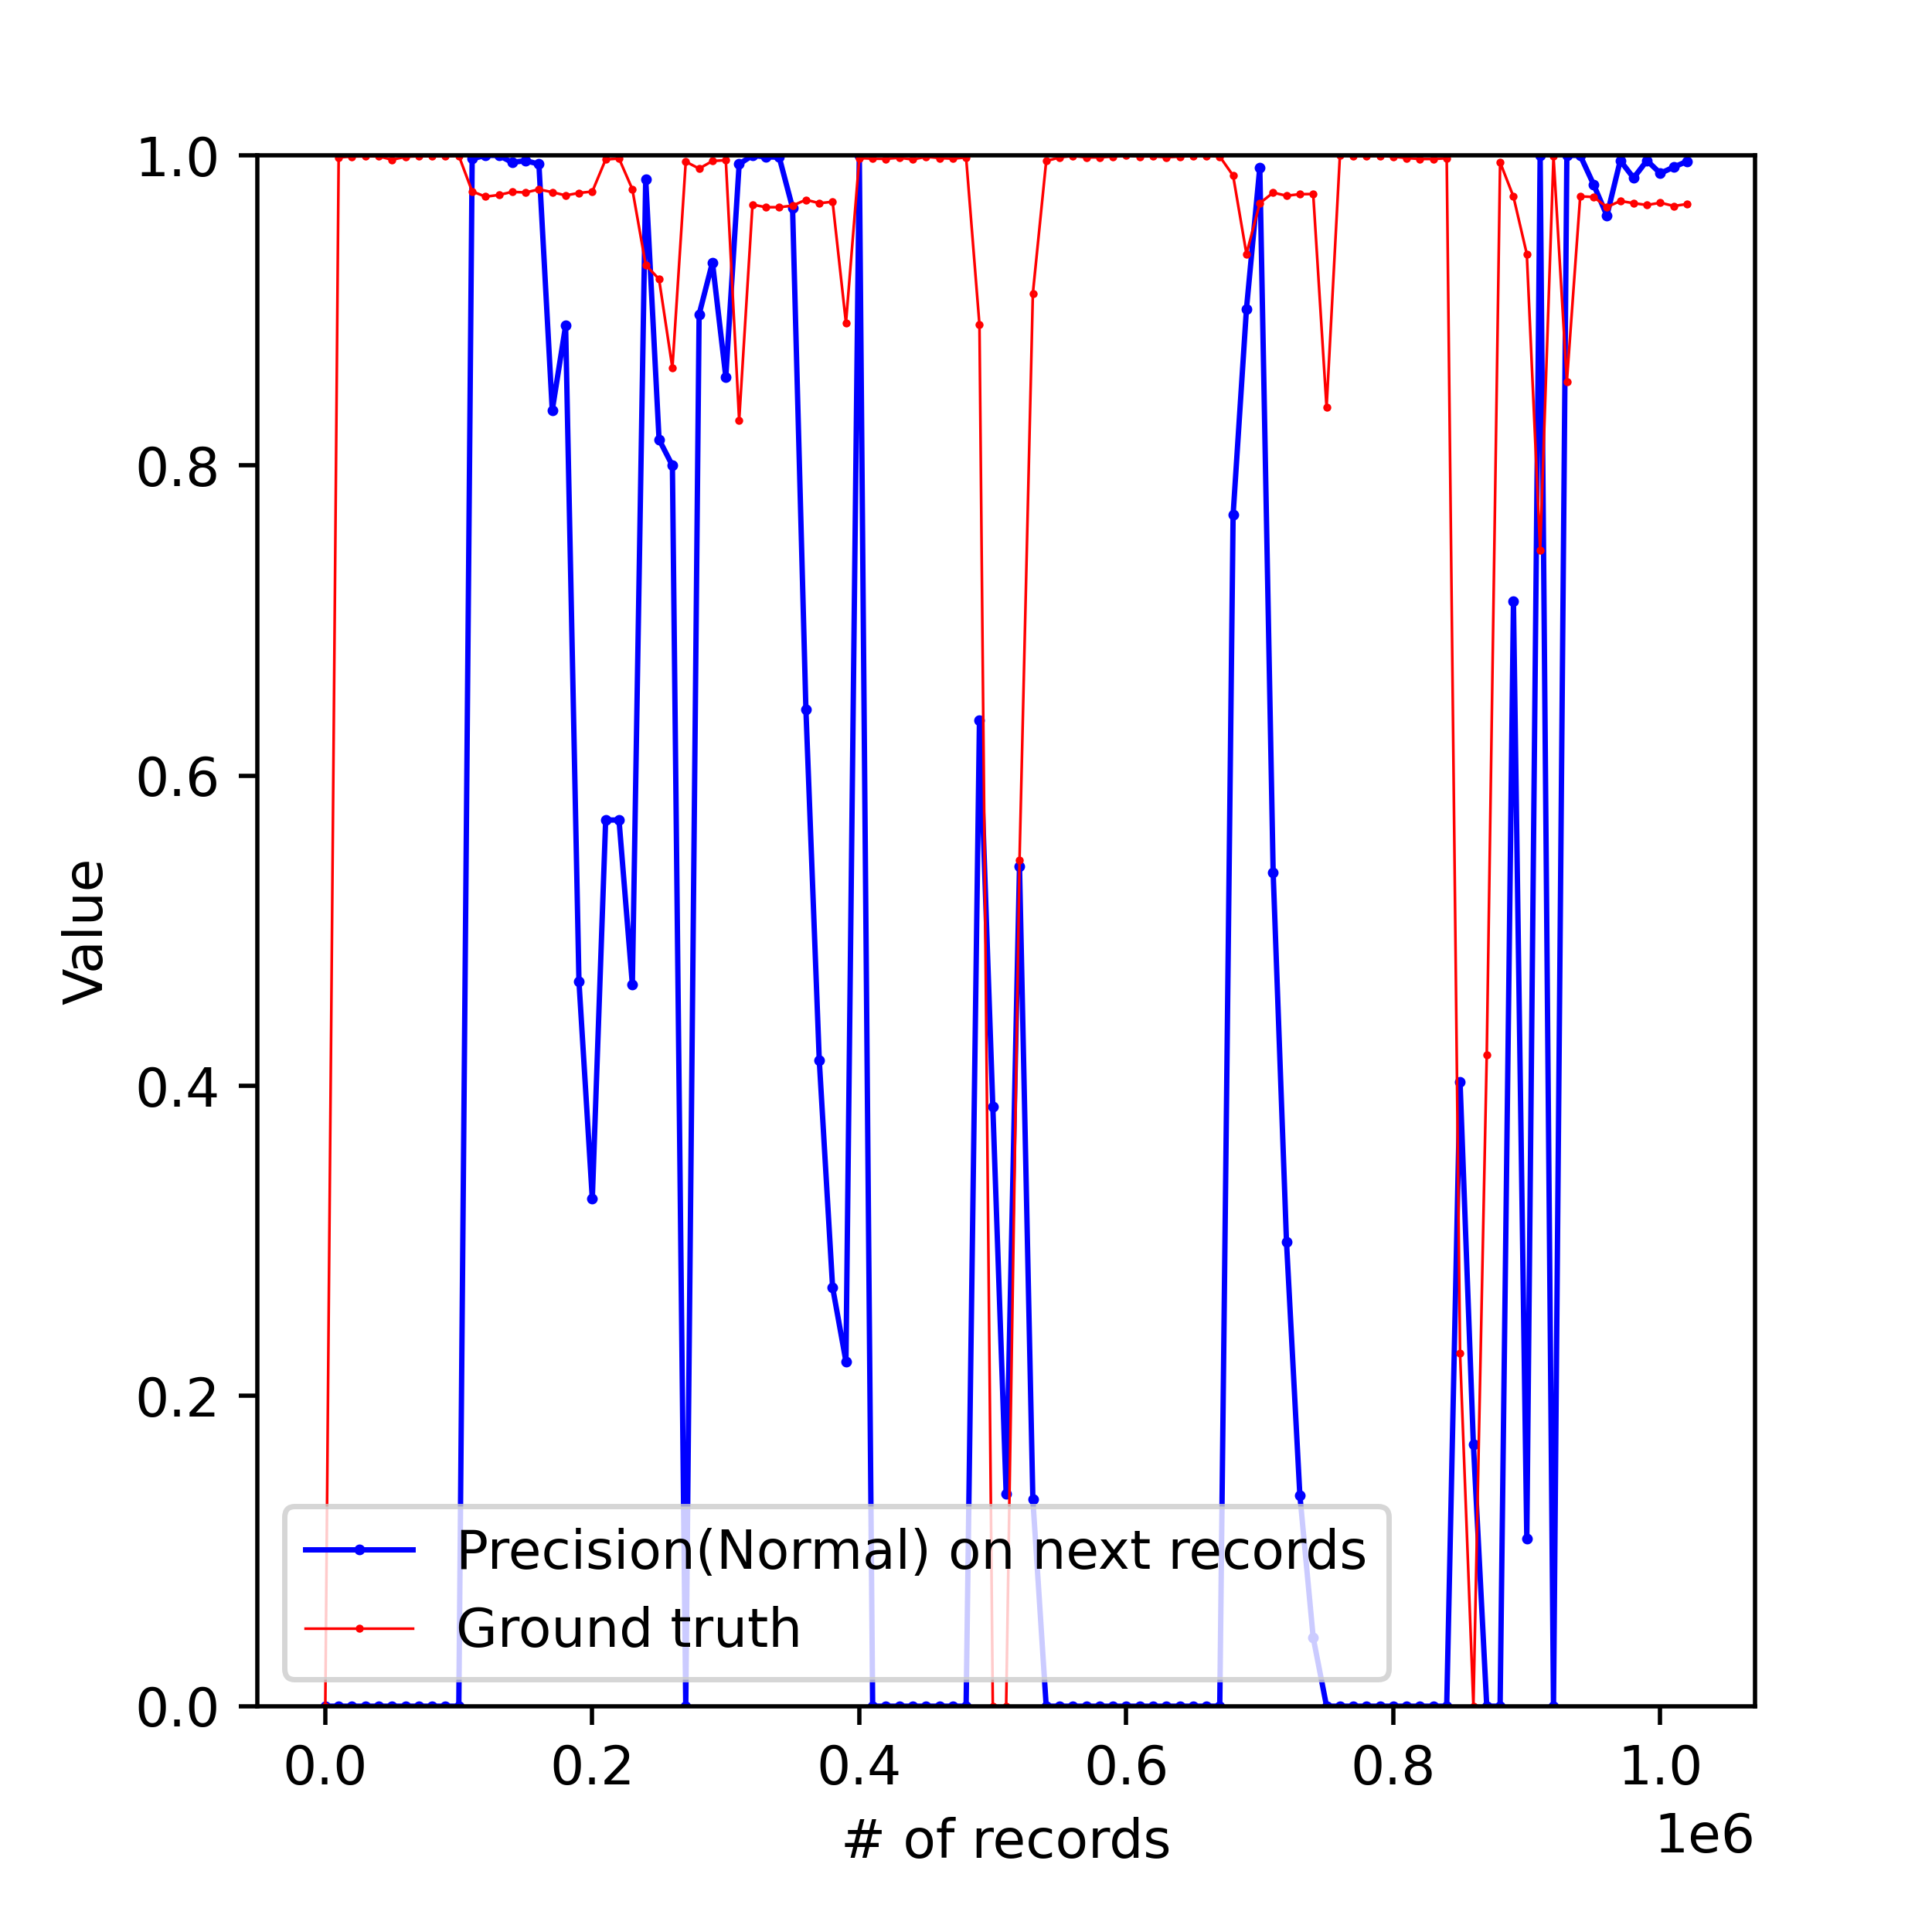 1.0
0.8
0.6
0.4
0.2
0.0
Value
Precision(Normal) on next records
Ground truth
0.0 0.2 0.4 0.6 0.8 1.0
1e6
# of records